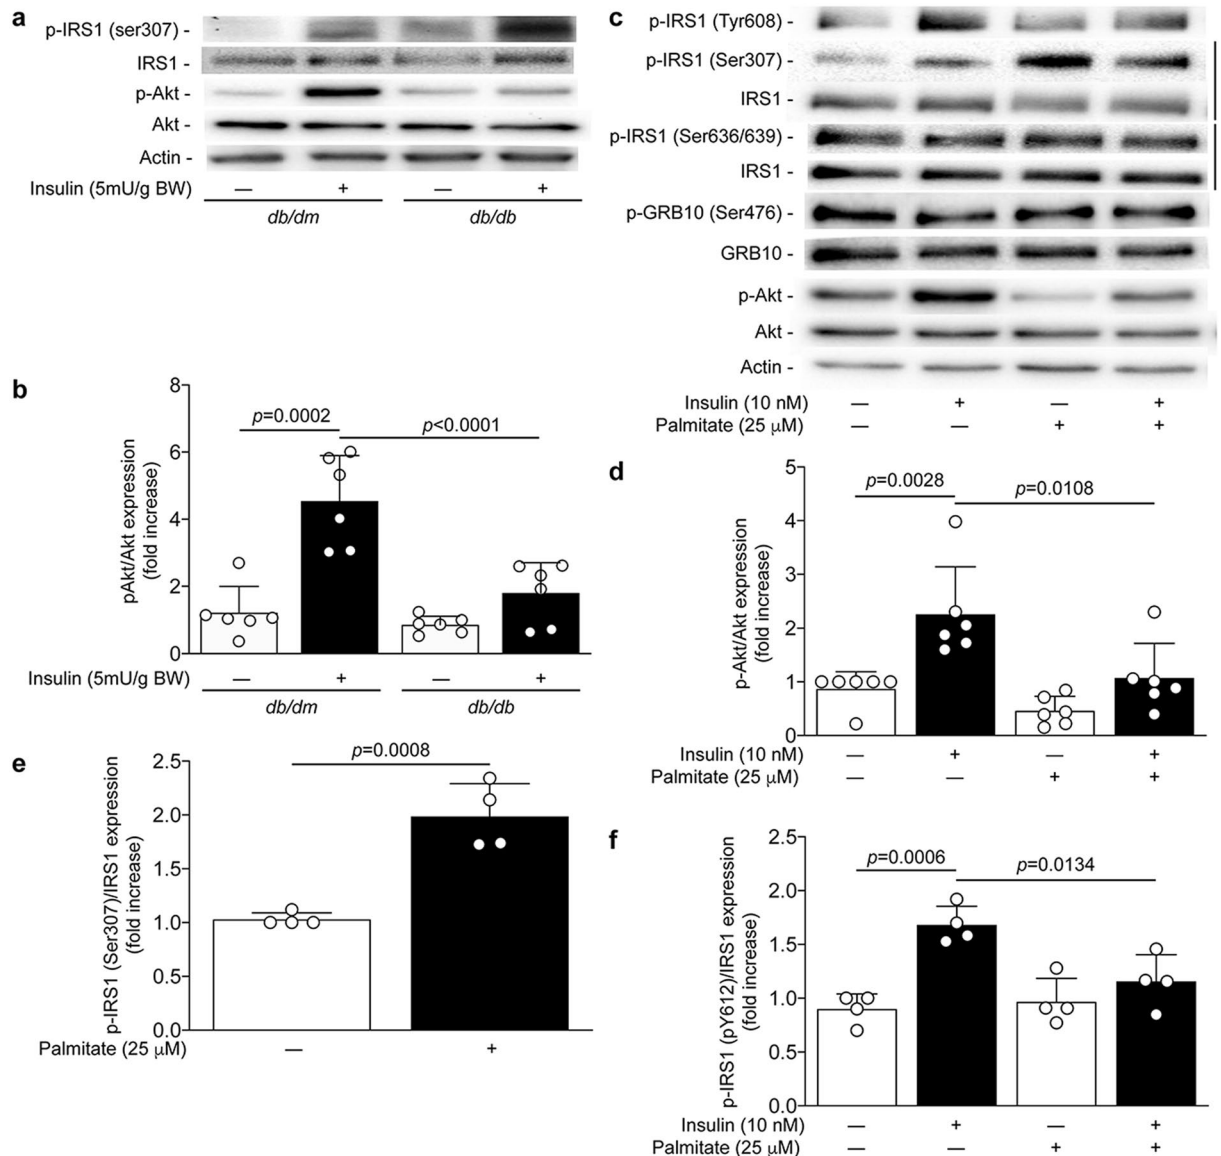 a
p-IRS1 (ser307) -
IRS1 -
p-Akt -
Akt -
Actin -
Insulin (5mU/g BW) — + — +
db/dm db/db
c
p-IRS1 (Tyr608) -
p-IRS1 (Ser307) -
IRS1 -
p-IRS1 (Ser636/639) -
IRS1 -
p-GRB10 (Ser476) -
GRB10 -
p-Akt -
Akt -
Actin -
Insulin (10 nM) — + — +
Palmitate (25 μM) — — + +
b
pAkt/Akt expression
(fold increase)
8
6
4
2
0
p=0.0002
p<0.0001
Insulin (5mU/g BW) — + — +
db/dm db/db
d
p-Akt/Akt expression
(fold increase)
5
4
3
2
1
0
p=0.0028
p=0.0108
Insulin (10 nM) — + — +
Palmitate (25 μM) — — + +
e
p-IRS1 (Ser307)/IRS1 expression
(fold increase)
2.5
2.0
1.5
1.0
0.5
0.0
p=0.0008
Palmitate (25 μM) — +
f
p-IRS1 (pY612)/IRS1 expression
(fold increase)
2.5
2.0
1.5
1.0
0.5
0.0
p=0.0006
p=0.0134
Insulin (10 nM) — + — +
Palmitate (25 μM) — — + +